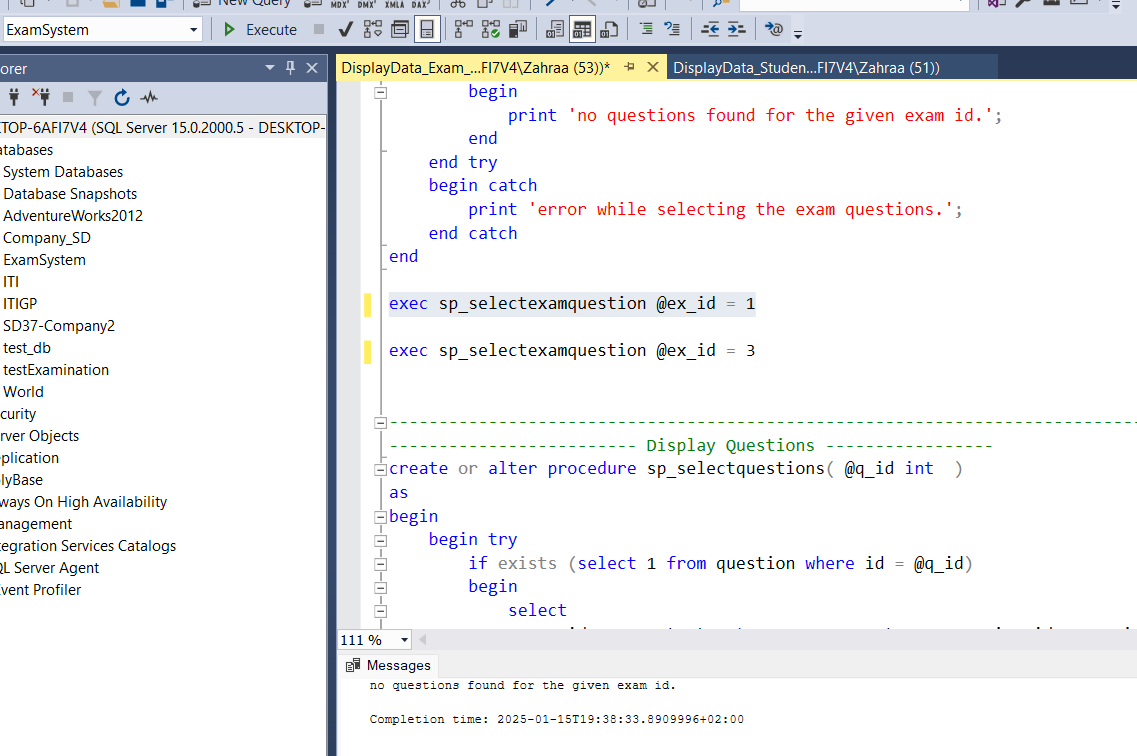 New Query
MDX DMX XMLA DAX
ExamSystem
Execute
orer
DisplayData_Exam_...FI7V4\Zahraa (53))*
DisplayData_Studen...FI7V4\Zahraa (51))
TOP-6AFI7V4 (SQL Server 15.0.2000.5 - DESKTOP-
atabases
System Databases
Database Snapshots
AdventureWorks2012
Company_SD
ExamSystem
ITI
ITIGP
SD37-Company2
test_db
testExamination
World
curity
rver Objects
plication
lyBase
ways On High Availability
anagement
tegration Services Catalogs
QL Server Agent
Event Profiler
begin
print 'no questions found for the given exam id.';
end
end try
begin catch
print 'error while selecting the exam questions.';
end catch
end
exec sp_selectexamquestion @ex_id = 1
exec sp_selectexamquestion @ex_id = 3
------------------------- Display Questions -----------------
create or alter procedure sp_selectquestions( @q_id int )
as
begin
begin try
if exists (select 1 from question where id = @q_id)
begin
select
111 %
Messages
no questions found for the given exam id.
Completion time: 2025-01-15T19:38:33.8909996+02:00